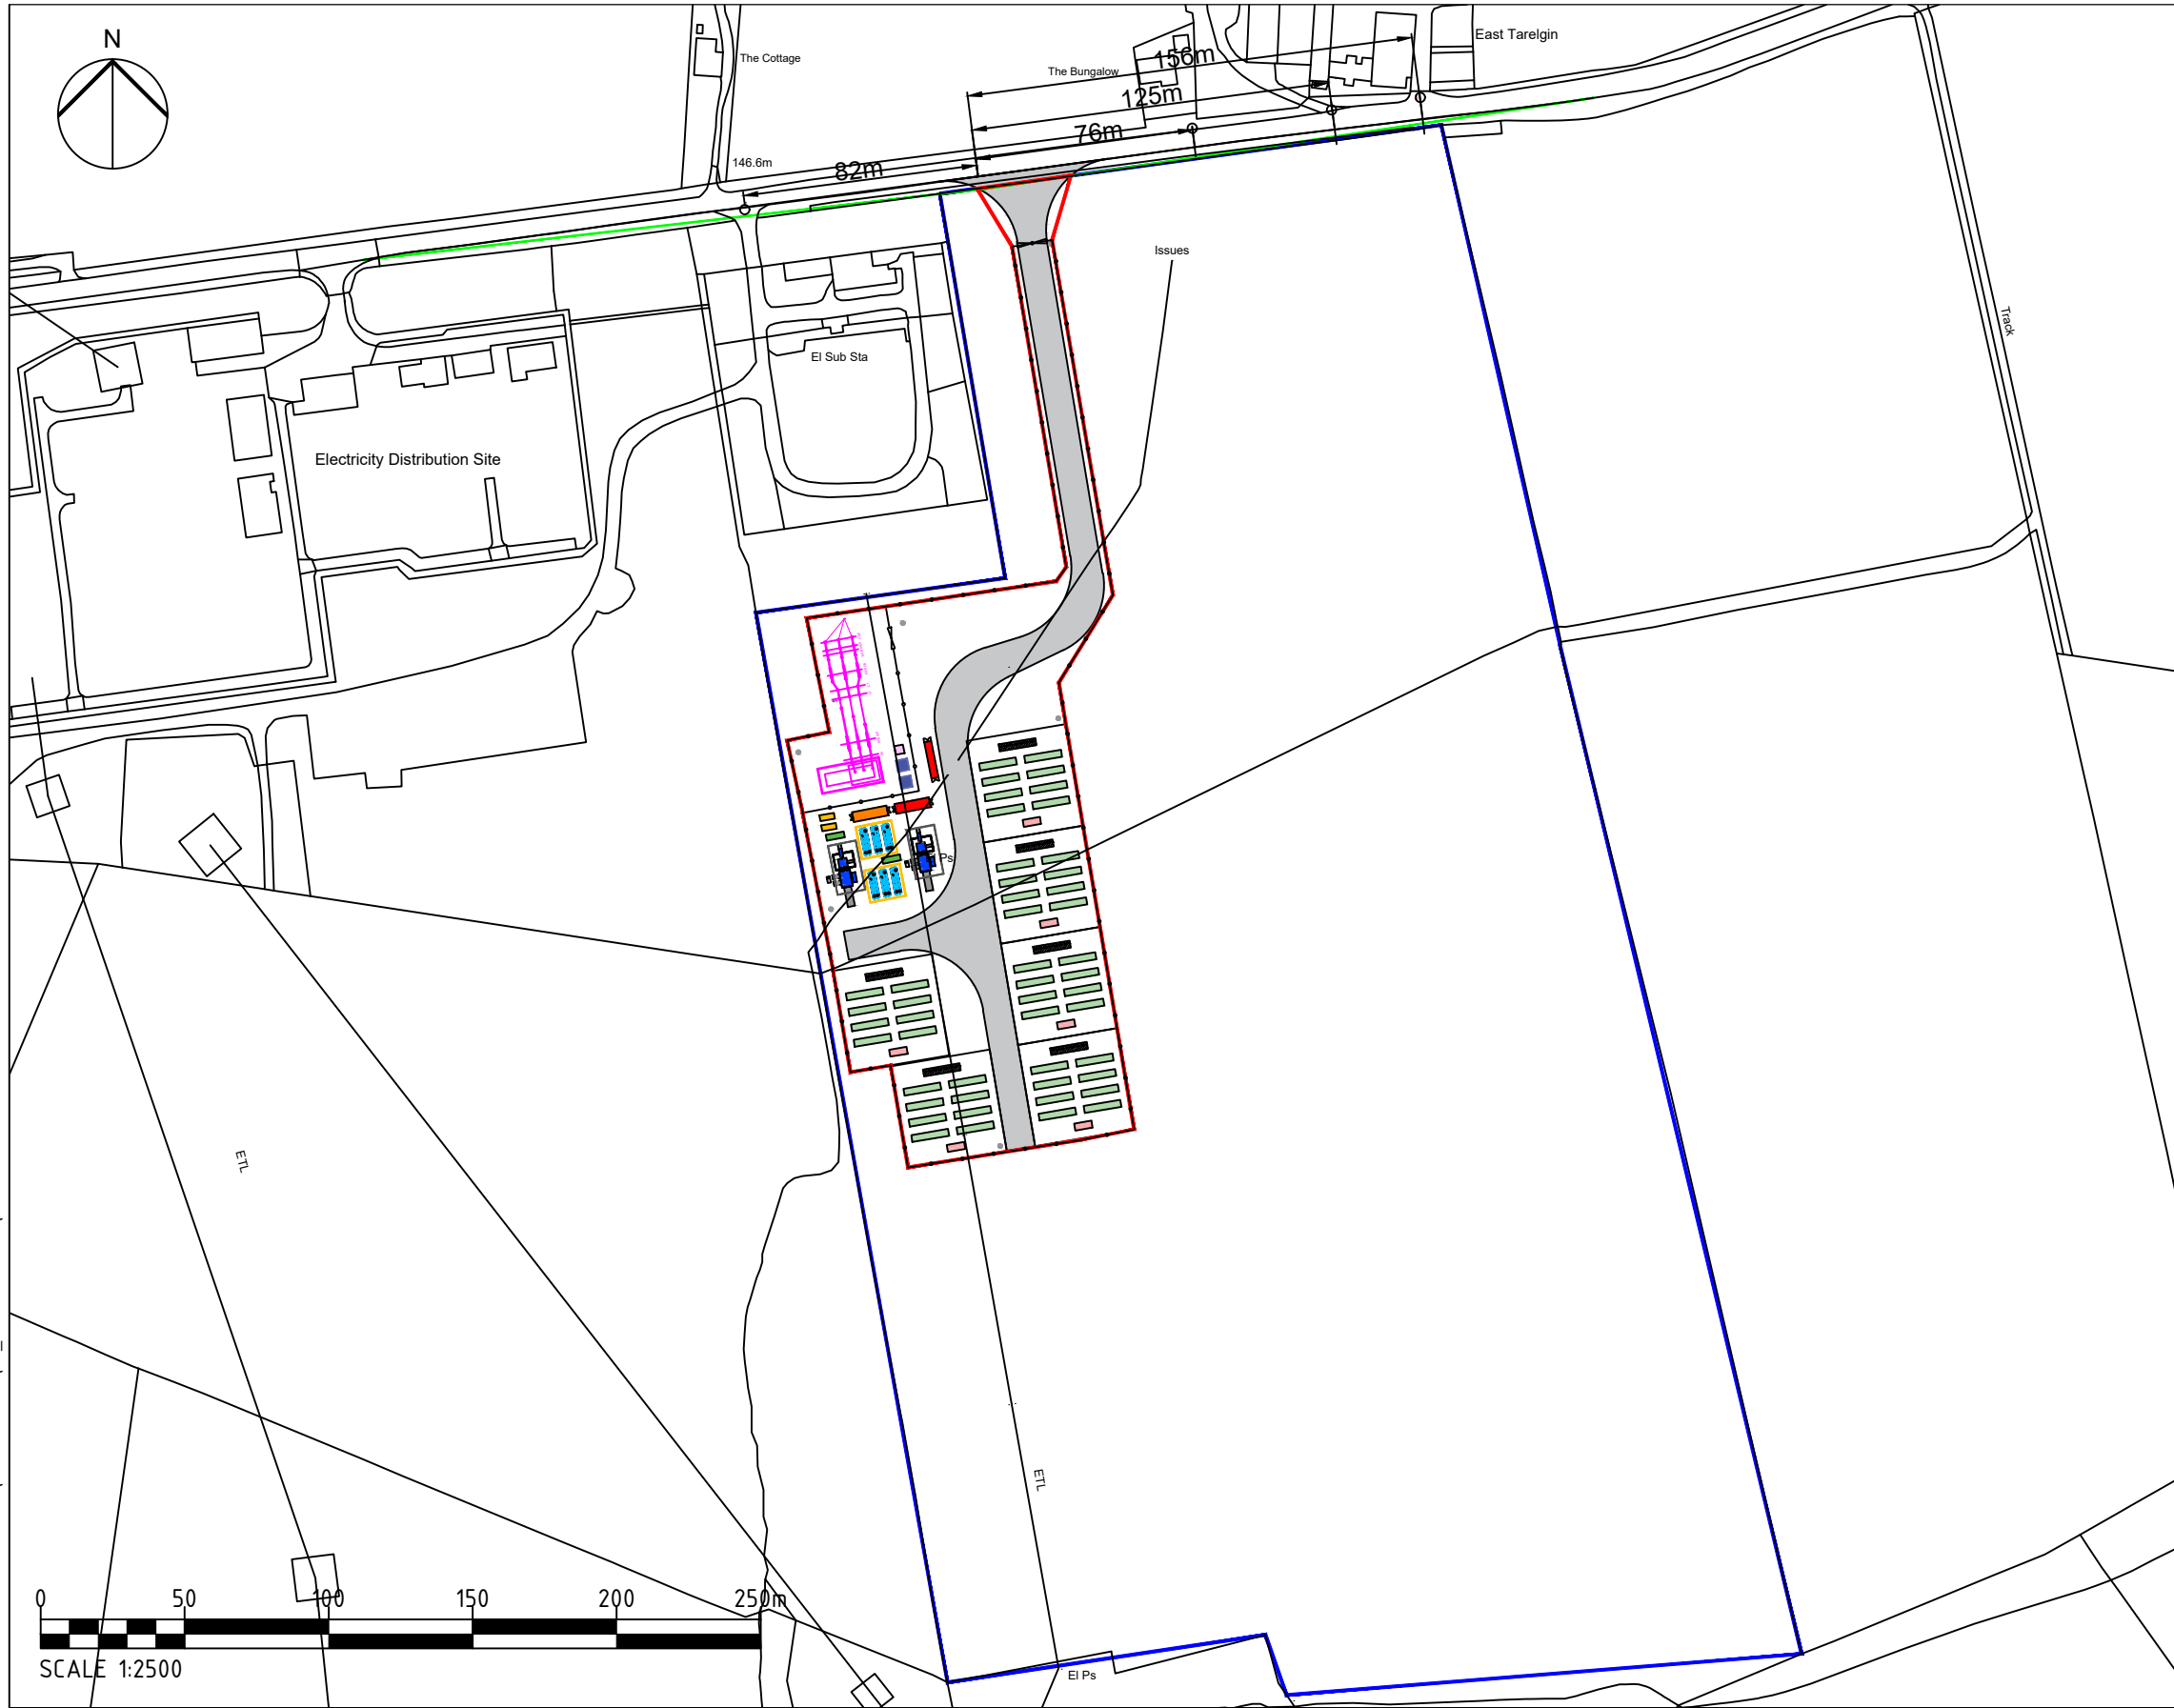 N
The Cottage
East Tarelgin
The Bungalow
156m
125m
76m
82m
146.6m
Issues
Track
El Sub Sta
Electricity Distribution Site
Ps
ETL
ETL
0 50 100 150 200 250m
SCALE 1:2500
El Ps